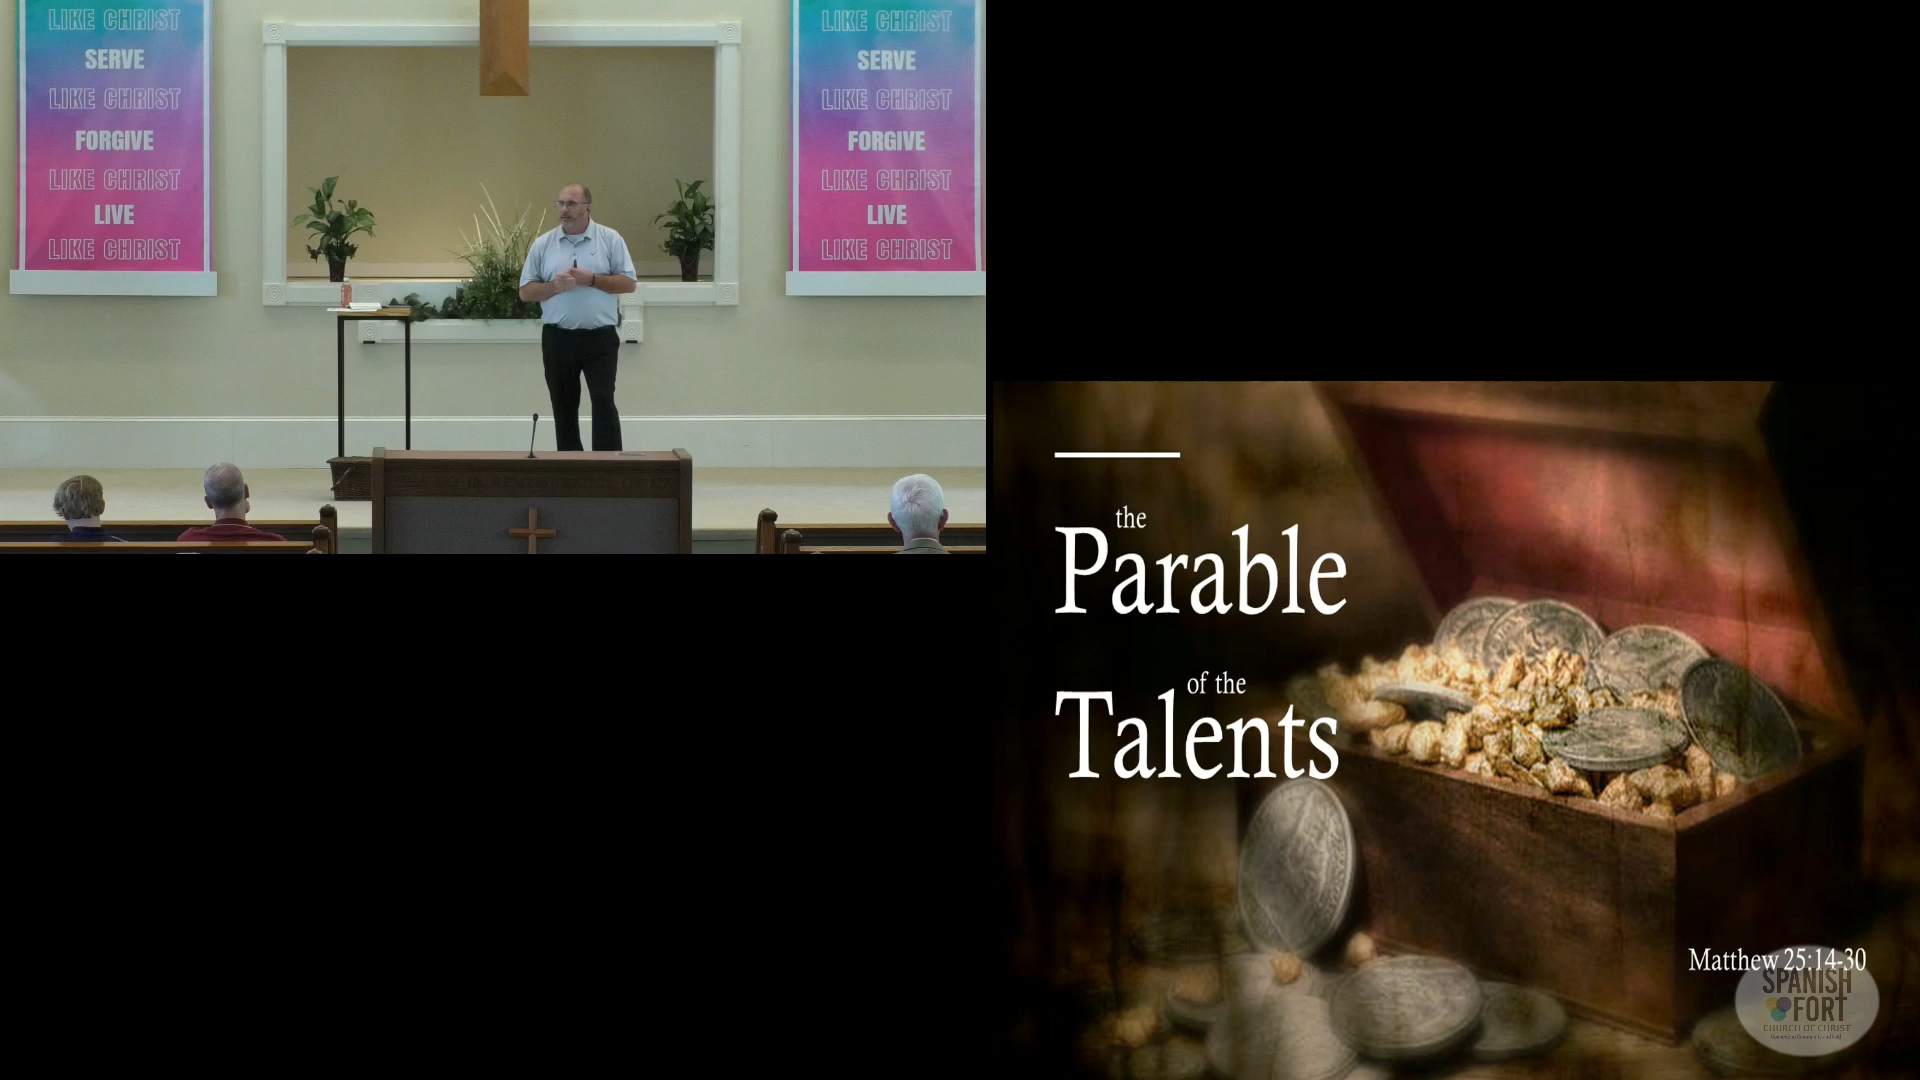 LIKE CHRIST
SERVE
LIKE CHRIST
FORGIVE
LIKE CHRIST
LIVE
LIKE CHRIST
LIKE CHRIST
SERVE
LIKE CHRIST
FORGIVE
LIKE CHRIST
LIVE
LIKE CHRIST
the
Parable
of the
Talents
Matthew 25:14-30
SPANISH
FORT
CHURCH OF CHRIST